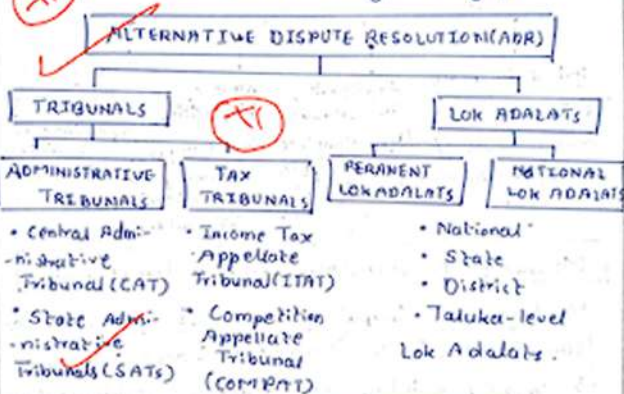 ALTERNATIVE DISPUTE RESOLUTION(ADR)
TRIBUNALS
+1
LOK ADALATS
ADMINISTRATIVE
TRIBUNALS
TAX
TRIBUNALS
PERANENT
LOKADALATS
NATIONAL
LOK ADALATS
• Central Admi-
-nistrative
Tribunal (CAT)
• State Admi-
-nistrative
Tribunals (SATs)
• Income Tax
Appellate
Tribunal (ITAT)
• Competition
Appellate
Tribunal
(COMPAT)
• National
• State
• District
• Taluka-level
Lok Adalats.